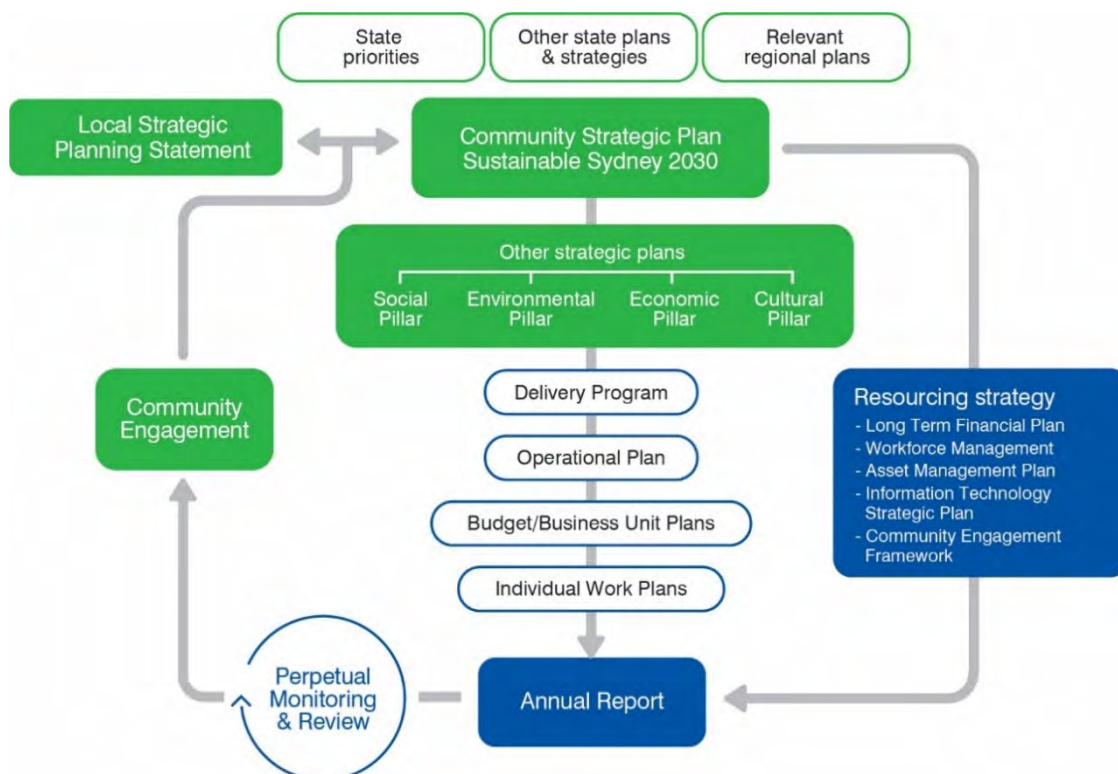 State
priorities
Other state plans
& strategies
Relevant
regional plans
Local Strategic
Planning Statement
Community Strategic Plan
Sustainable Sydney 2030
Other strategic plans
Social
Pillar
Environmental
Pillar
Economic
Pillar
Cultural
Pillar
Community
Engagement
Delivery Program
Operational Plan
Budget/Business Unit Plans
Individual Work Plans
Resourcing strategy
- Long Term Financial Plan
- Workforce Management
- Asset Management Plan
- Information Technology
Strategic Plan
- Community Engagement
Framework
Perpetual
Monitoring
& Review
Annual Report